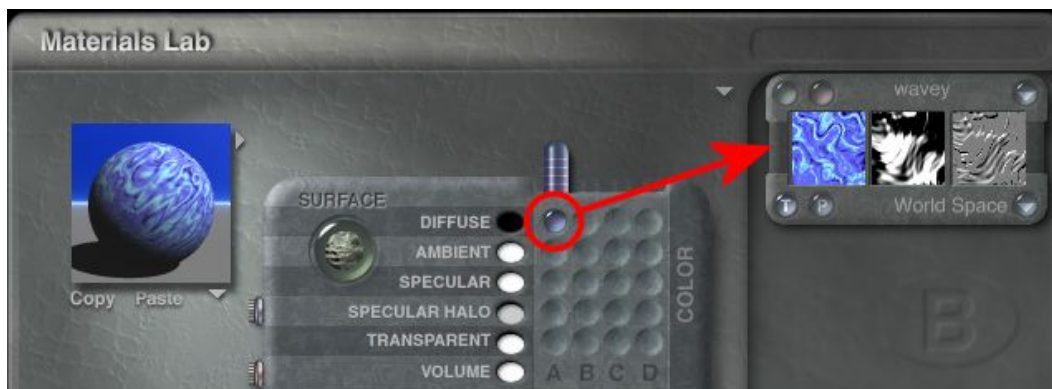 Materials Lab
wavey
SURFACE
DIFFUSE
AMBIENT
SPECULAR
SPECULAR HALO
TRANSPARENT
VOLUME
COLOR
A B C D
T P World Space
Copy Paste
B